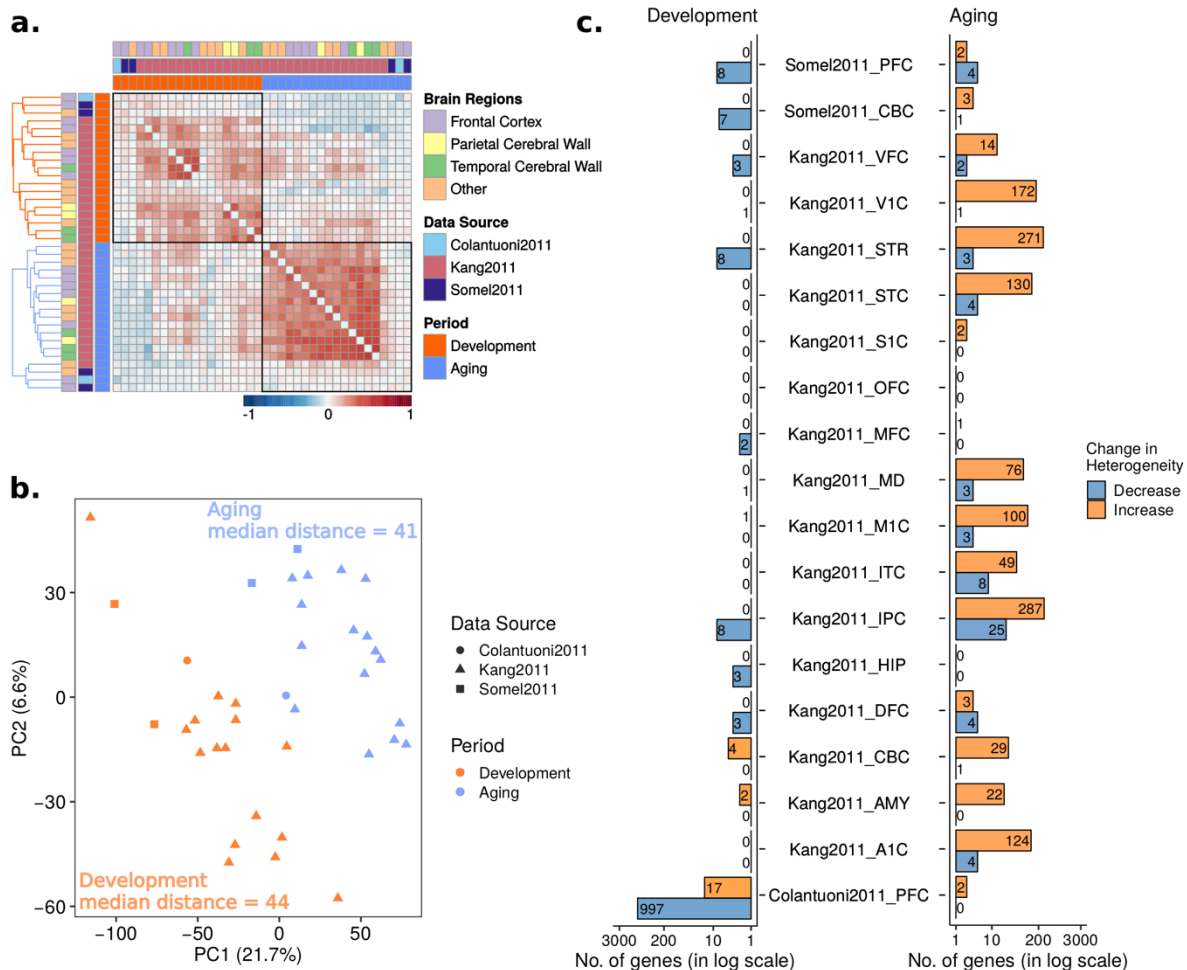 a.
Brain Regions
Frontal Cortex
Parietal Cerebral Wall
Temporal Cerebral Wall
Other
Data Source
Colantuoni2011
Kang2011
Somel2011
Period
Development
Aging
-1 0 1
b.
Aging
median distance = 41
Development
median distance = 44
PC2 (6.6%)
30
0
−30
−60
−100 −50 0 50
PC1 (21.7%)
Data Source
Colantuoni2011
Kang2011
Somel2011
Period
Development
Aging
c.
Development Aging
0 2
Somel2011_PFC
8 4
0 3
Somel2011_CBC
7 1
0 14
Kang2011_VFC
3 2
0 172
Kang2011_V1C
1 1
0 271
Kang2011_STR
8 3
0 130
Kang2011_STC
0 4
0 2
Kang2011_S1C
0 0
0 0
Kang2011_OFC
0 0
0 1
Kang2011_MFC
2 0
0 76
Kang2011_MD
1 3
1 100
Kang2011_M1C
0 3
0 49
Kang2011_ITC
0 8
0 287
Kang2011_IPC
8 25
0 0
Kang2011_HIP
3 0
0 3
Kang2011_DFC
3 4
4 29
Kang2011_CBC
0 1
2 22
Kang2011_AMY
0 0
0 124
Kang2011_A1C
0 4
17 2
Colantuoni2011_PFC
997 0
3000 10 1 1 10 200 3000
No. of genes (in log scale) No. of genes (in log scale)
Change in
Heterogeneity
Decrease
Increase